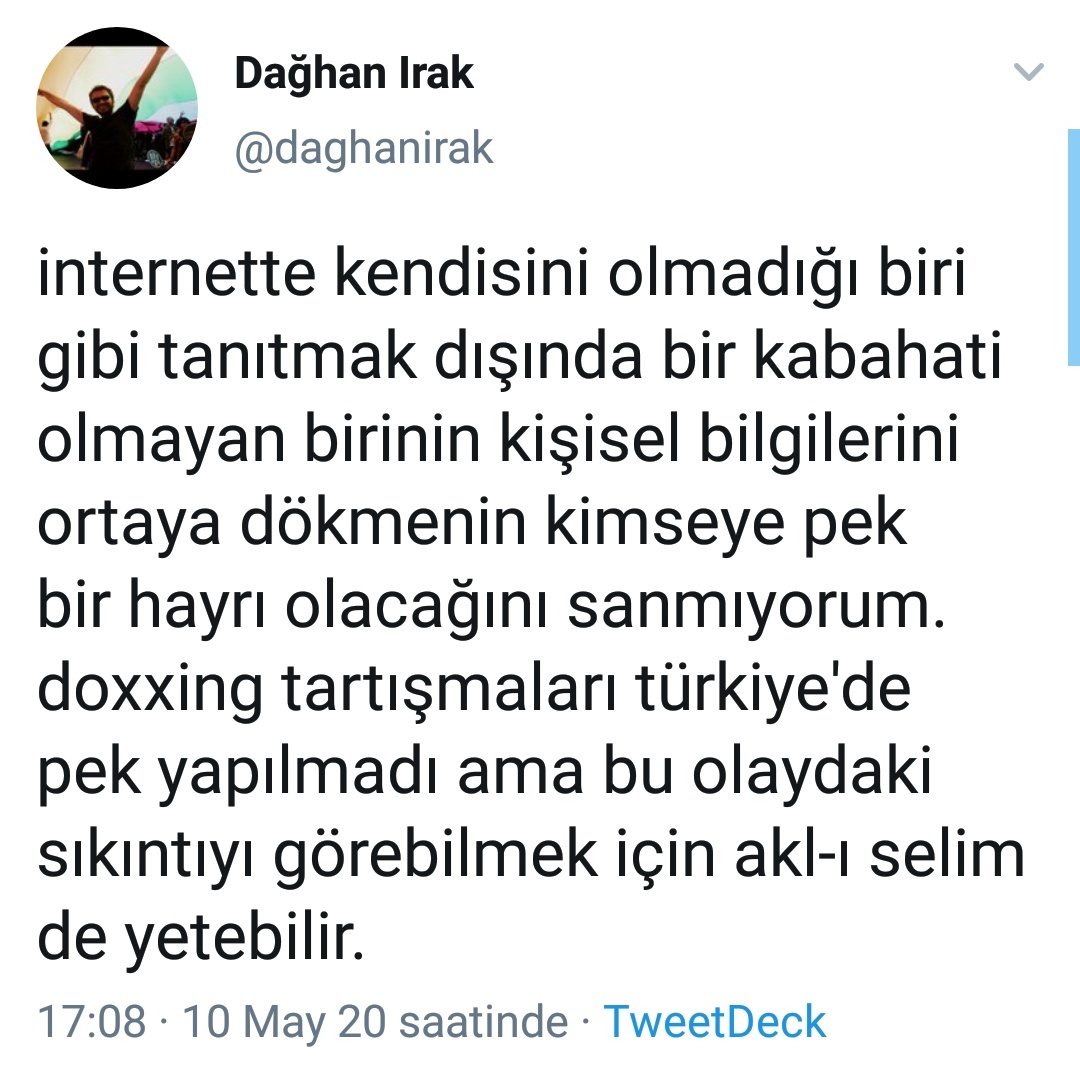 Dağhan Irak
@daghanirak
internette kendisini olmadığı biri
gibi tanıtmak dışında bir kabahati
olmayan birinin kişisel bilgilerini
ortaya dökmenin kimseye pek
bir hayrı olacağını sanmıyorum.
doxxing tartışmaları türkiye'de
pek yapılmadı ama bu olaydaki
sıkıntıyı görebilmek için akl-ı selim
de yetebilir.
17:08 · 10 May 20 saatinde · TweetDeck